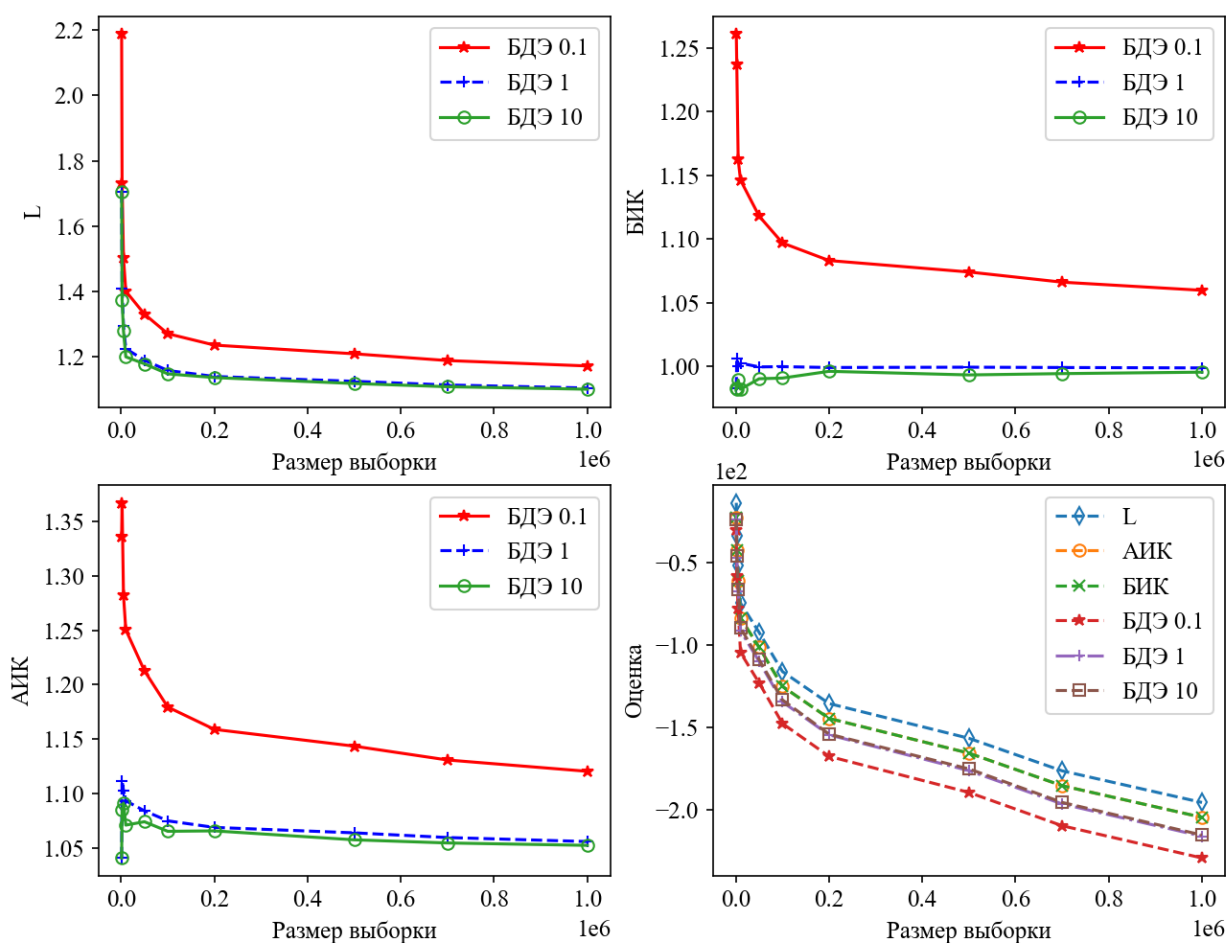 2.2
2.0
1.8
1.6
1.4
1.2
L
0.0 0.2 0.4 0.6 0.8 1.0
Размер выборки
1e6
БДЭ 0.1
БДЭ 1
БДЭ 10
1.25
1.20
1.15
1.10
1.05
1.00
БИК
0.0 0.2 0.4 0.6 0.8 1.0
Размер выборки
1e6
БДЭ 0.1
БДЭ 1
БДЭ 10
1.35
1.30
1.25
1.20
1.15
1.10
1.05
АИК
0.0 0.2 0.4 0.6 0.8 1.0
Размер выборки
1e6
БДЭ 0.1
БДЭ 1
БДЭ 10
1e2
−0.5
−1.0
−1.5
−2.0
Оценка
0.0 0.2 0.4 0.6 0.8 1.0
Размер выборки
1e6
L
АИК
БИК
БДЭ 0.1
БДЭ 1
БДЭ 10